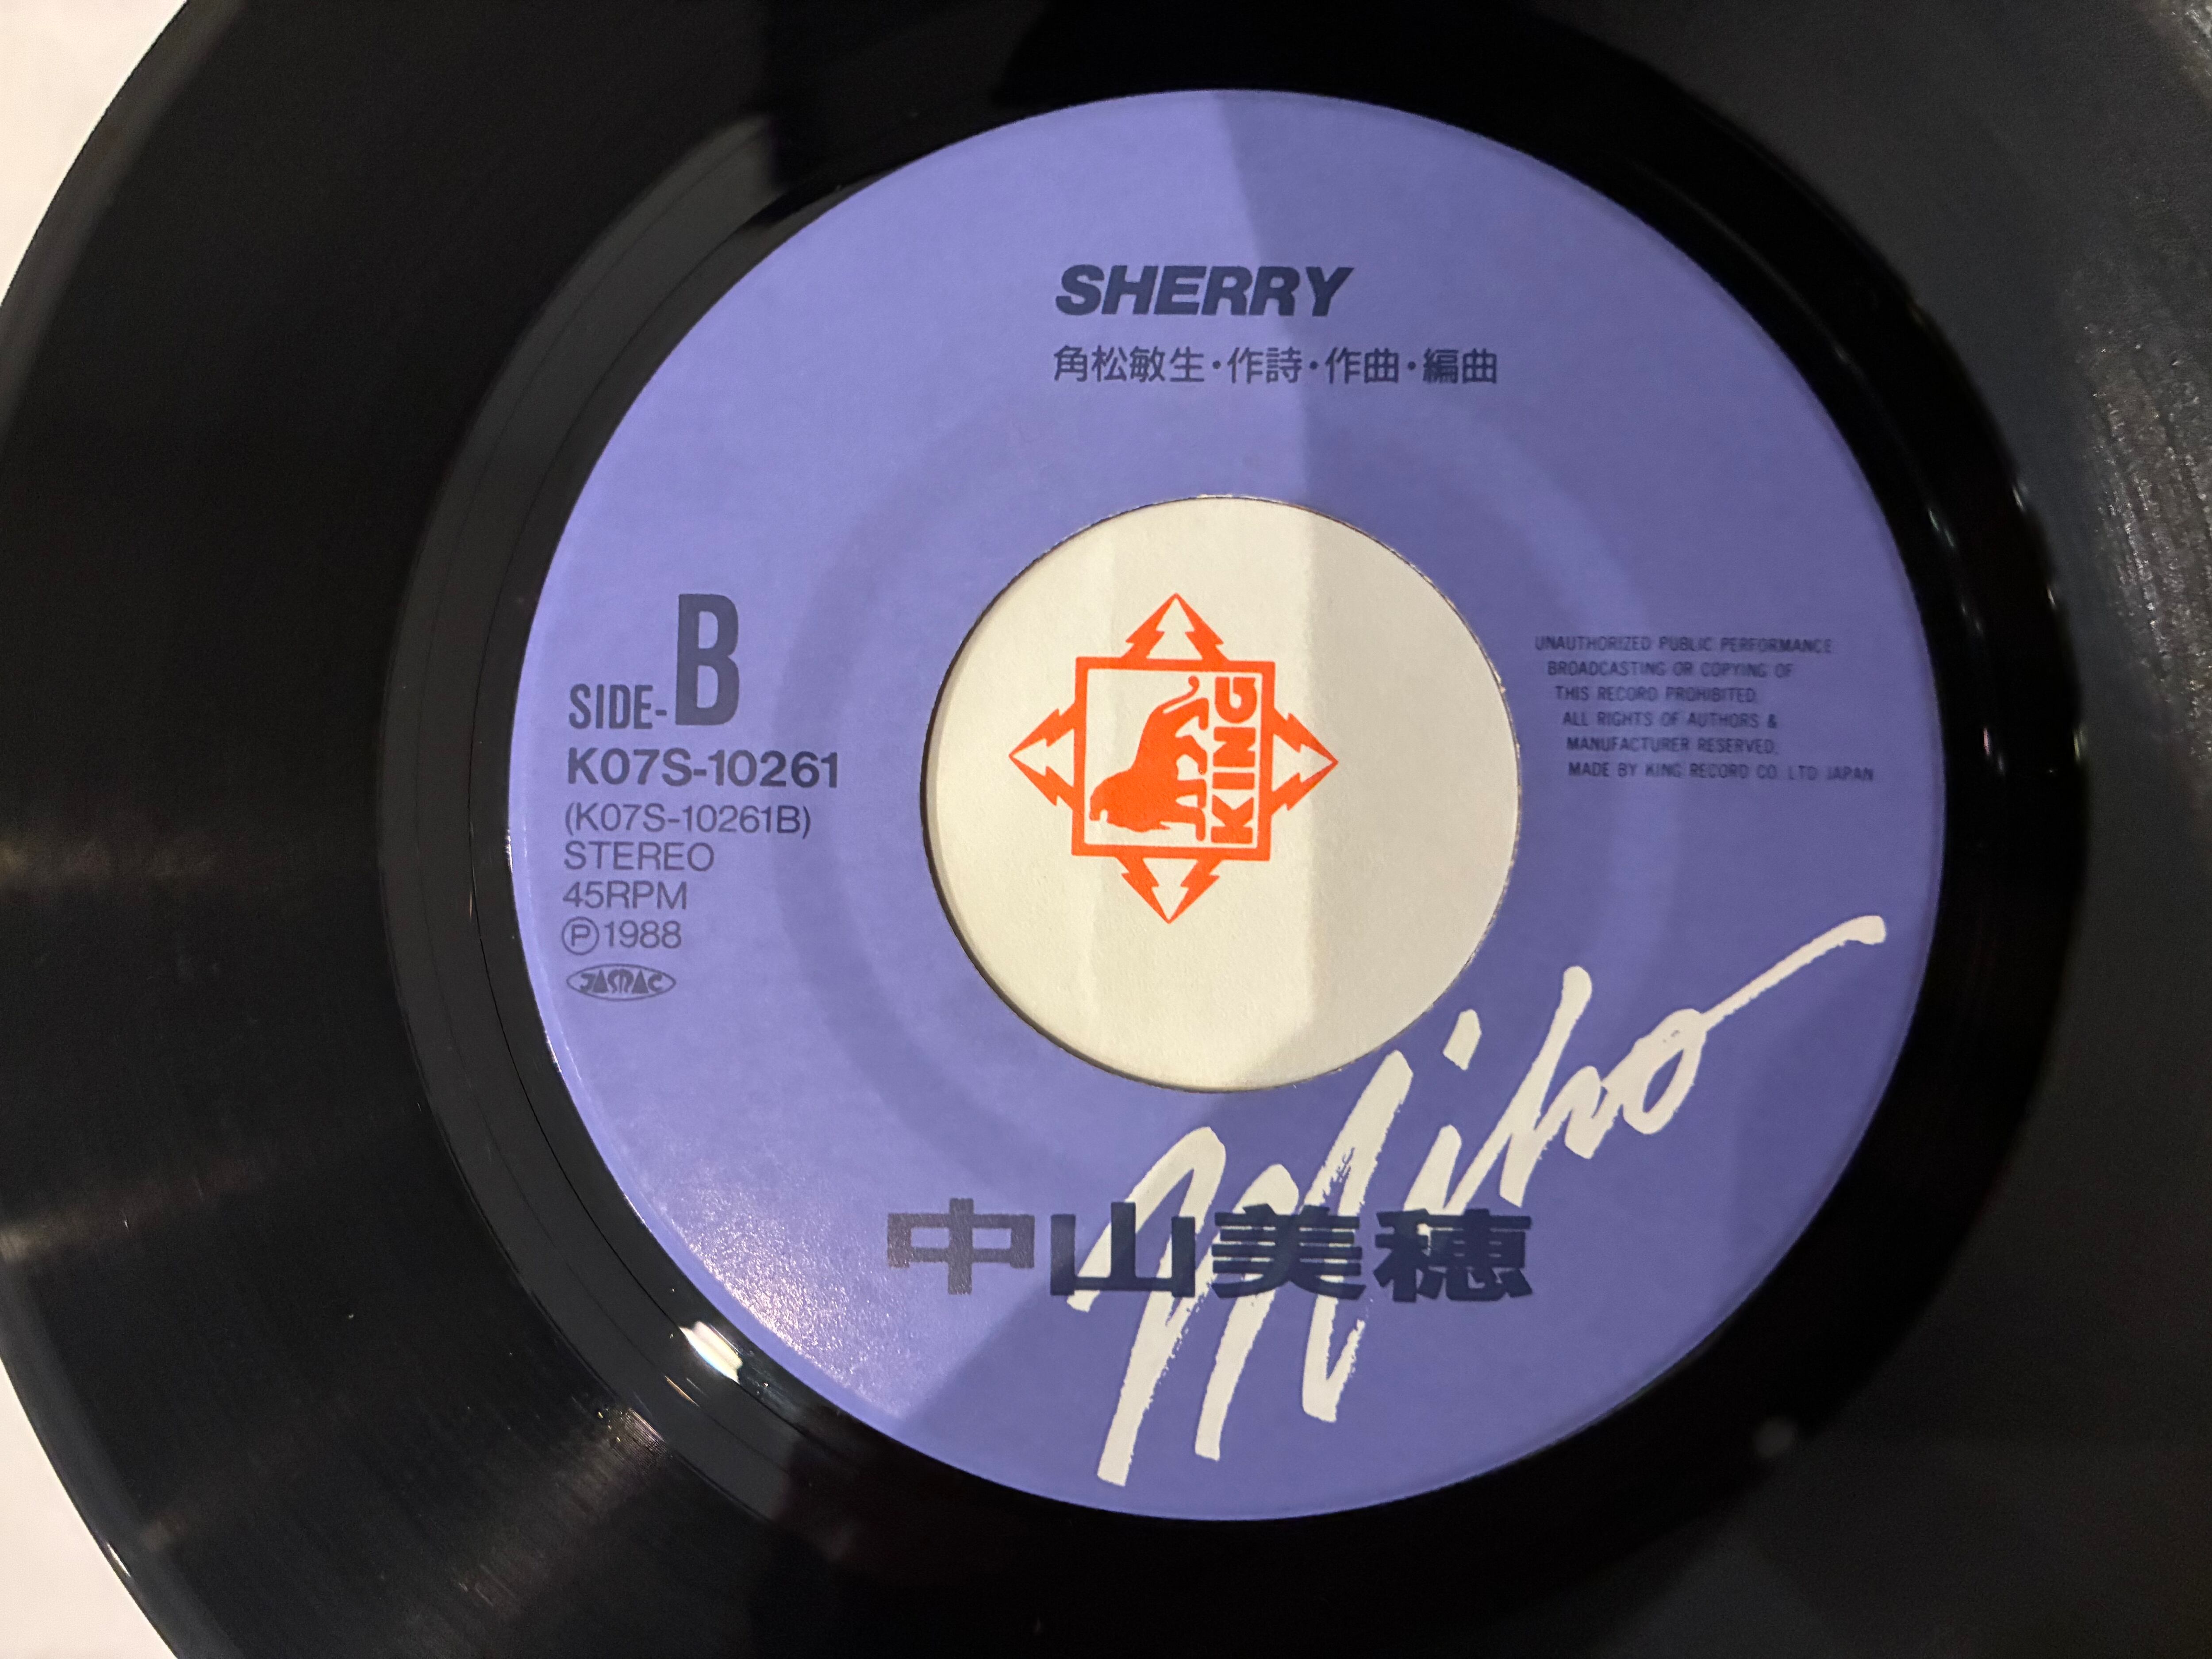 SHERRY
角松敏生・作詩・作曲・編曲
SIDE-B
K07S-10261
(K07S-10261B)
STEREO
45RPM
Ⓟ1988
JASRAC
KING
UNAUTHORIZED PUBLIC PERFORMANCE
BROADCASTING OR COPYING OF
THIS RECORD PROHIBITED.
ALL RIGHTS OF AUTHORS &
MANUFACTURER RESERVED.
MADE BY KING RECORD CO. LTD JAPAN
Miho
中山美穂